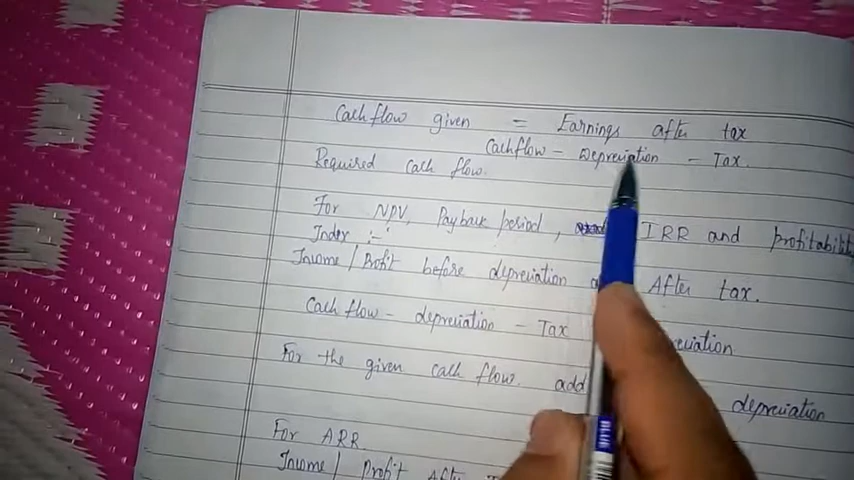 Cash flow given = Earnings after tax
Cashflow - Depreciation - Tax.
Required cash flow.
For NPV, Payback period, IRR and profitability
Index :-
Income / Profit before depreciation After tax.
Cash flow - depreciation - Tax
For the given cash flow. add depreciation
For ARR
Income / Profit After